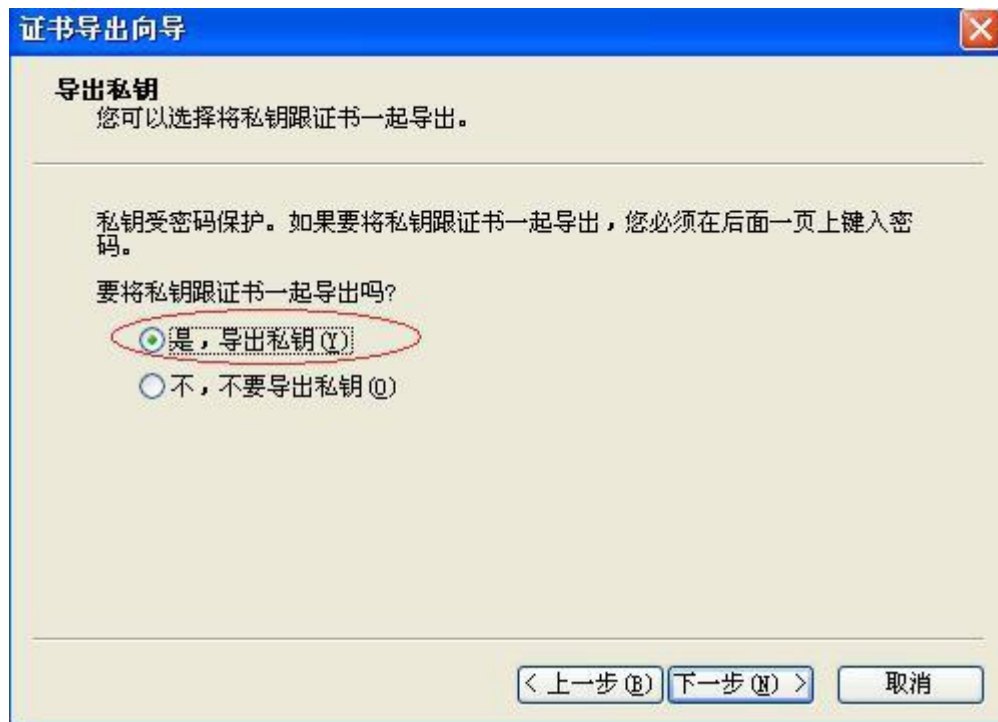 证书导出向导
导出私钥
您可以选择将私钥跟证书一起导出。
私钥受密码保护。如果要将私钥跟证书一起导出，您必须在后面一页上键入密
码。
要将私钥跟证书一起导出吗?
是，导出私钥(Y)
不，不要导出私钥(O)
< 上一步(B) 下一步(N) > 取消